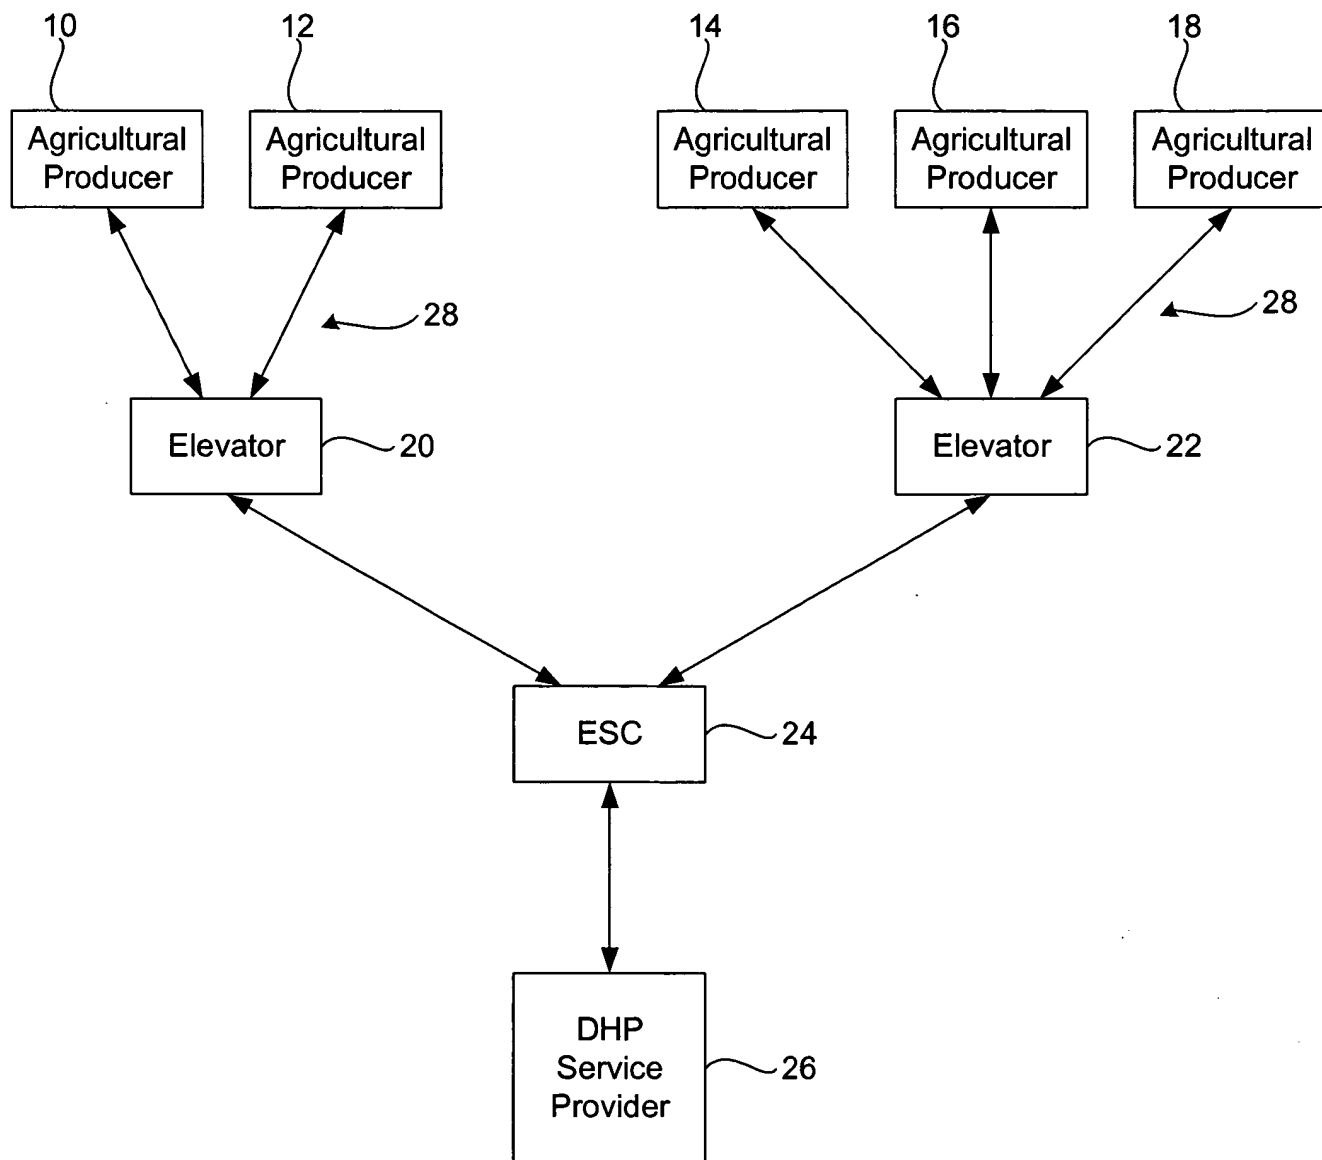 10
12
14
16
18
Agricultural
Producer
Agricultural
Producer
Agricultural
Producer
Agricultural
Producer
Agricultural
Producer
28
28
Elevator
20
Elevator
22
ESC
24
DHP
Service
Provider
26